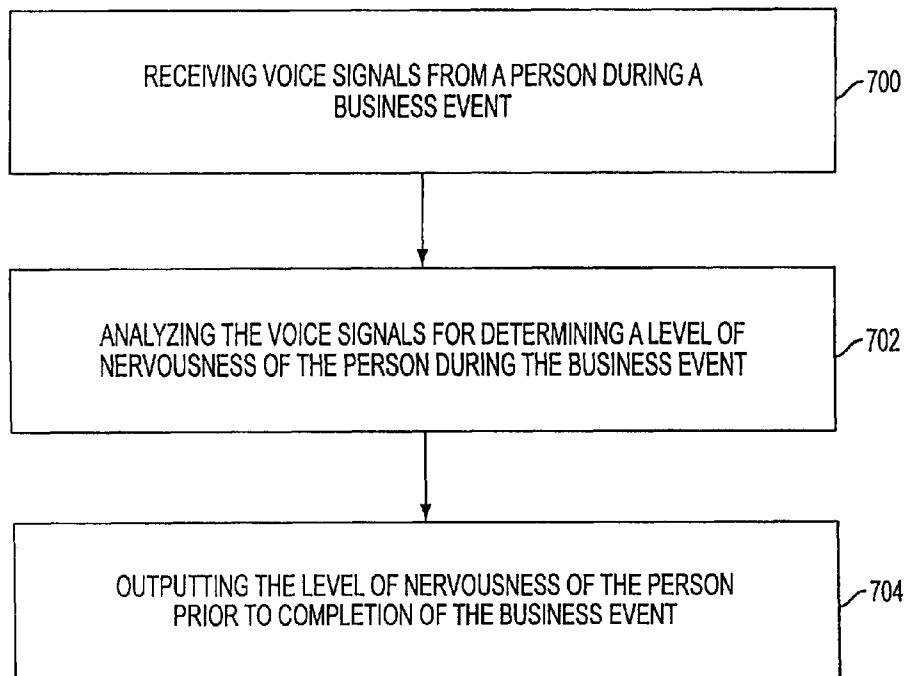 RECEIVING VOICE SIGNALS FROM A PERSON DURING A
BUSINESS EVENT
700
ANALYZING THE VOICE SIGNALS FOR DETERMINING A LEVEL OF
NERVOUSNESS OF THE PERSON DURING THE BUSINESS EVENT
702
OUTPUTTING THE LEVEL OF NERVOUSNESS OF THE PERSON
PRIOR TO COMPLETION OF THE BUSINESS EVENT
704